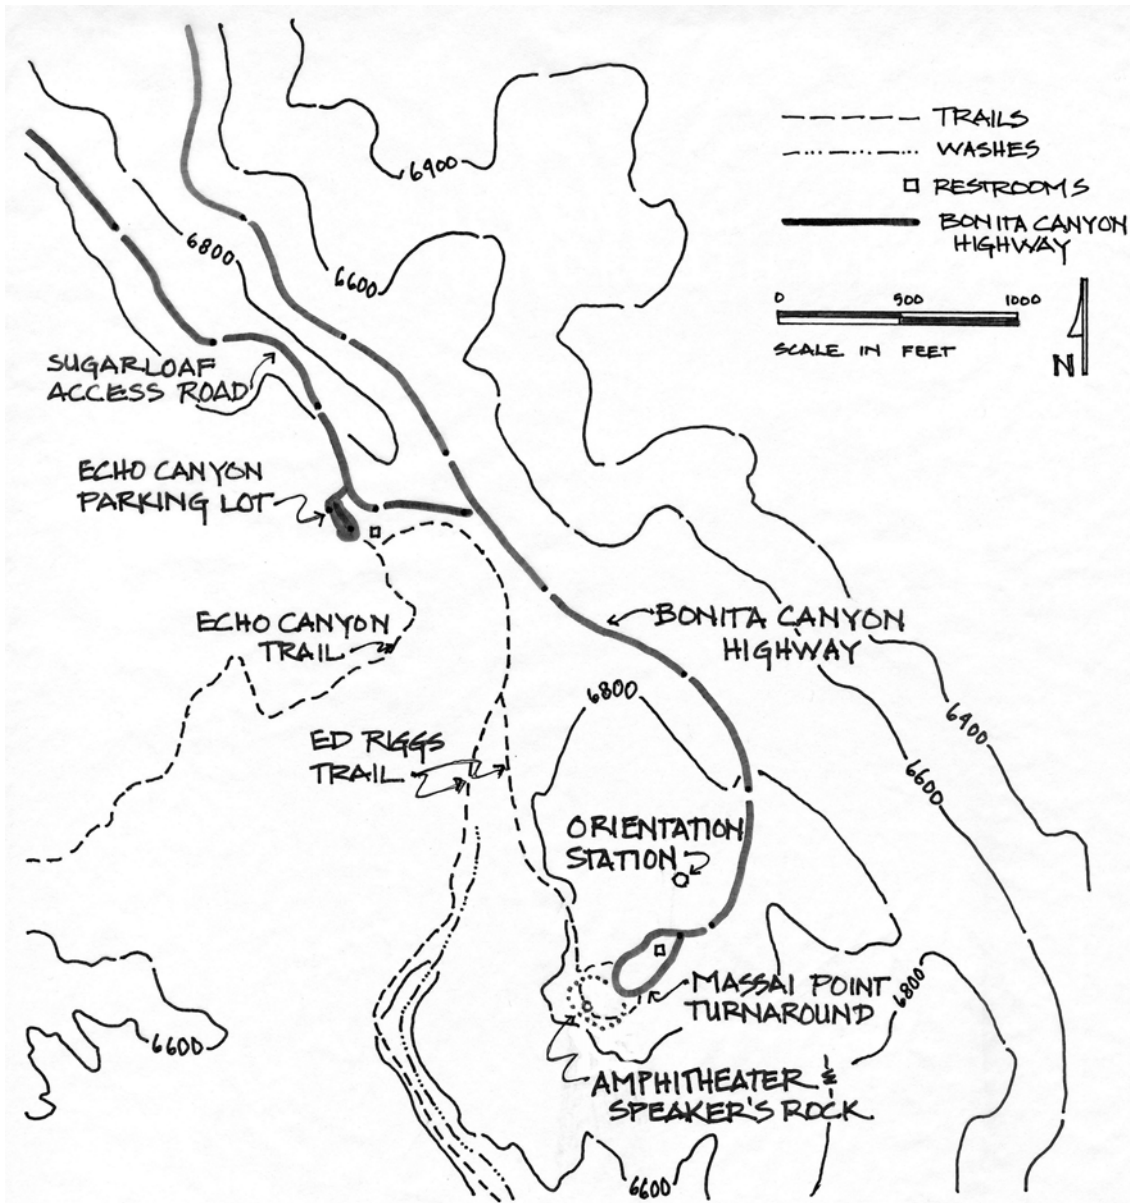 TRAILS
WASHES
RESTROOMS
BONITA CANYON
HIGHWAY
0 500 1000
SCALE IN FEET
N
6900
6800
6600
SUGARLOAF
ACCESS ROAD
ECHO CANYON
PARKING LOT
ECHO CANYON
TRAIL
BONITA CANYON
HIGHWAY
6800
6900
6600
ED RIGGS
TRAIL
ORIENTATION
STATION
MASSAI POINT
TURNAROUND
6800
6600
AMPHITHEATER &
SPEAKER'S ROCK
6600